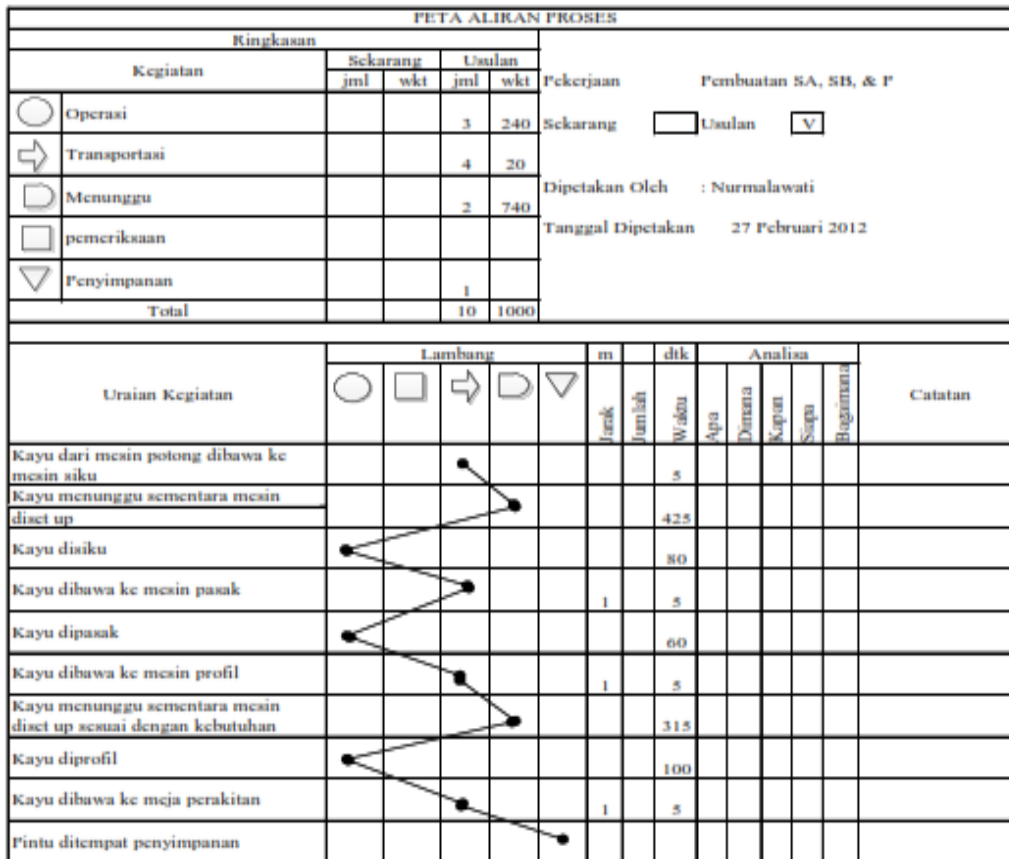 PETA ALIRAN PROSES
Ringkasan
Kegiatan
Sekarang
Usulan
jml
wkt
jml
wkt
Pekerjaan Pembuatan SA, SB, & P
Operasi 3 240
Sekarang Usulan V
Transportasi 4 20
Menunggu 2 740
Dipetakan Oleh : Nurmalawati
pemeriksaan
Tanggal Dipetakan 27 Pebruari 2012
Penyimpanan 1
Total 10 1000
Uraian Kegiatan
Lambang
m
dtk
Analisa
Jarak
Jumlah
Waktu
Apa
Dimana
Kapan
Siapa
Bagaimana
Catatan
Kayu dari mesin potong dibawa ke
mesin siku 5
Kayu menunggu sementara mesin
diset up 425
Kayu disiku 80
Kayu dibawa ke mesin pasak 1 5
Kayu dipasak 60
Kayu dibawa ke mesin profil 1 5
Kayu menunggu sementara mesin
diset up sesuai dengan kebutuhan 315
Kayu diprofil 100
Kayu dibawa ke meja perakitan 1 5
Pintu ditempat penyimpanan